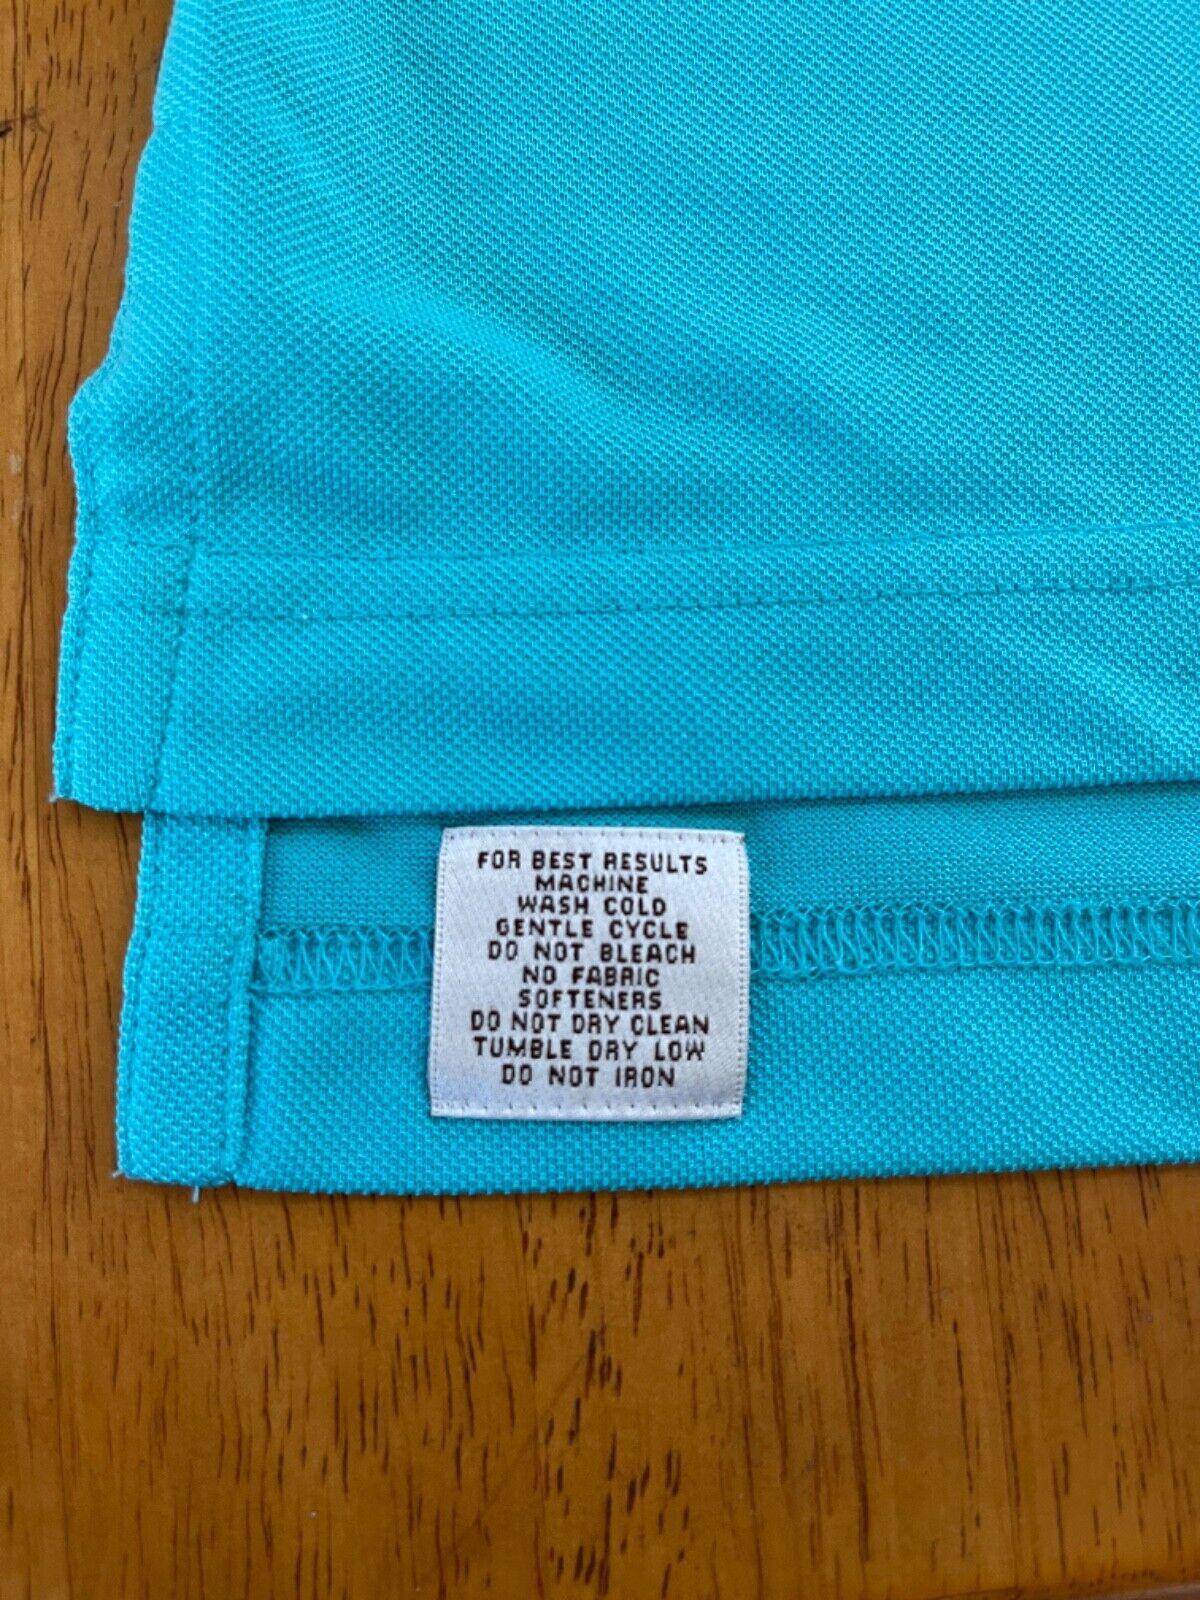 FOR BEST RESULTS
MACHINE
WASH COLD
GENTLE CYCLE
DO NOT BLEACH
NO FABRIC
SOFTENERS
DO NOT DRY CLEAN
TUMBLE DRY LOW
DO NOT IRON